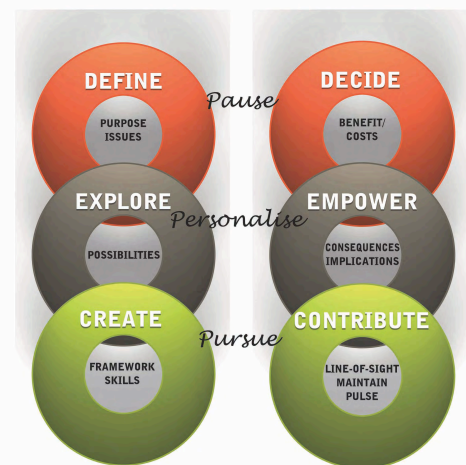 DEFINE
PURPOSE
ISSUES
Pause
DECIDE
BENEFIT/
COSTS
EXPLORE
POSSIBILITIES
Personalise
EMPOWER
CONSEQUENCES
IMPLICATIONS
CREATE
FRAMEWORK
SKILLS
Pursue
CONTRIBUTE
LINE-OF-SIGHT
MAINTAIN
PULSE